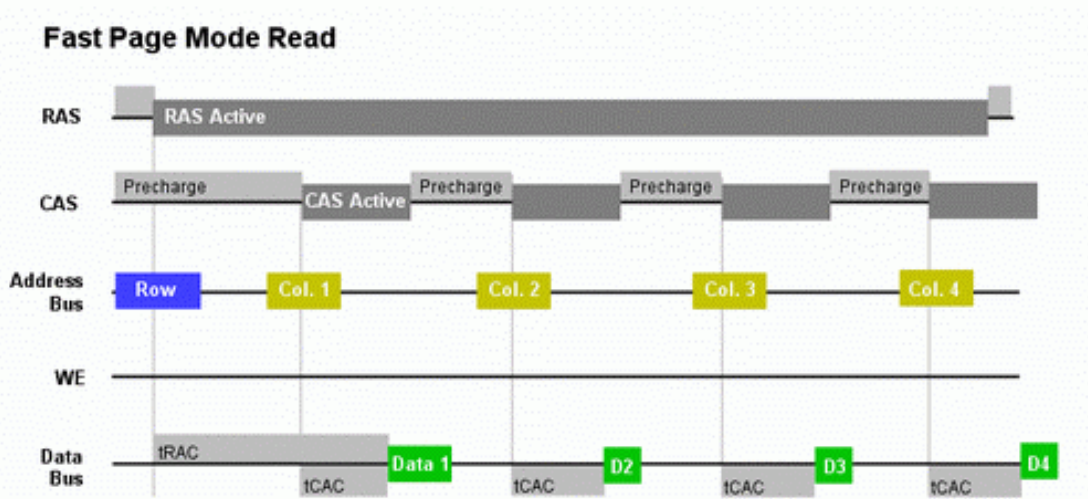 Fast Page Mode Read
RAS
RAS Active
CAS
Precharge
CAS Active
Precharge
Precharge
Precharge
Address
Bus
Row
Col. 1
Col. 2
Col. 3
Col. 4
WE
Data
Bus
tRAC
Data 1
D2
D3
D4
tCAC
tCAC
tCAC
tCAC